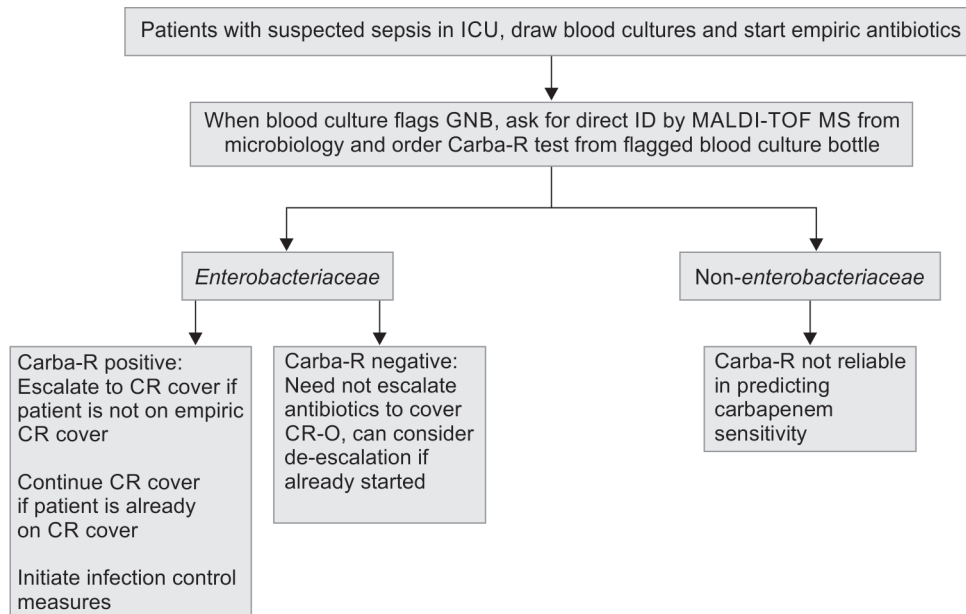 Patients with suspected sepsis in ICU, draw blood cultures and start empiric antibiotics
When blood culture flags GNB, ask for direct ID by MALDI-TOF MS from
microbiology and order Carba-R test from flagged blood culture bottle
Enterobacteriaceae
Non-enterobacteriaceae
Carba-R positive:
Escalate to CR cover if
patient is not on empiric
CR cover
Continue CR cover
if patient is already
on CR cover
Initiate infection control
measures
Carba-R negative:
Need not escalate
antibiotics to cover
CR-O, can consider
de-escalation if
already started
Carba-R not reliable
in predicting
carbapenem
sensitivity